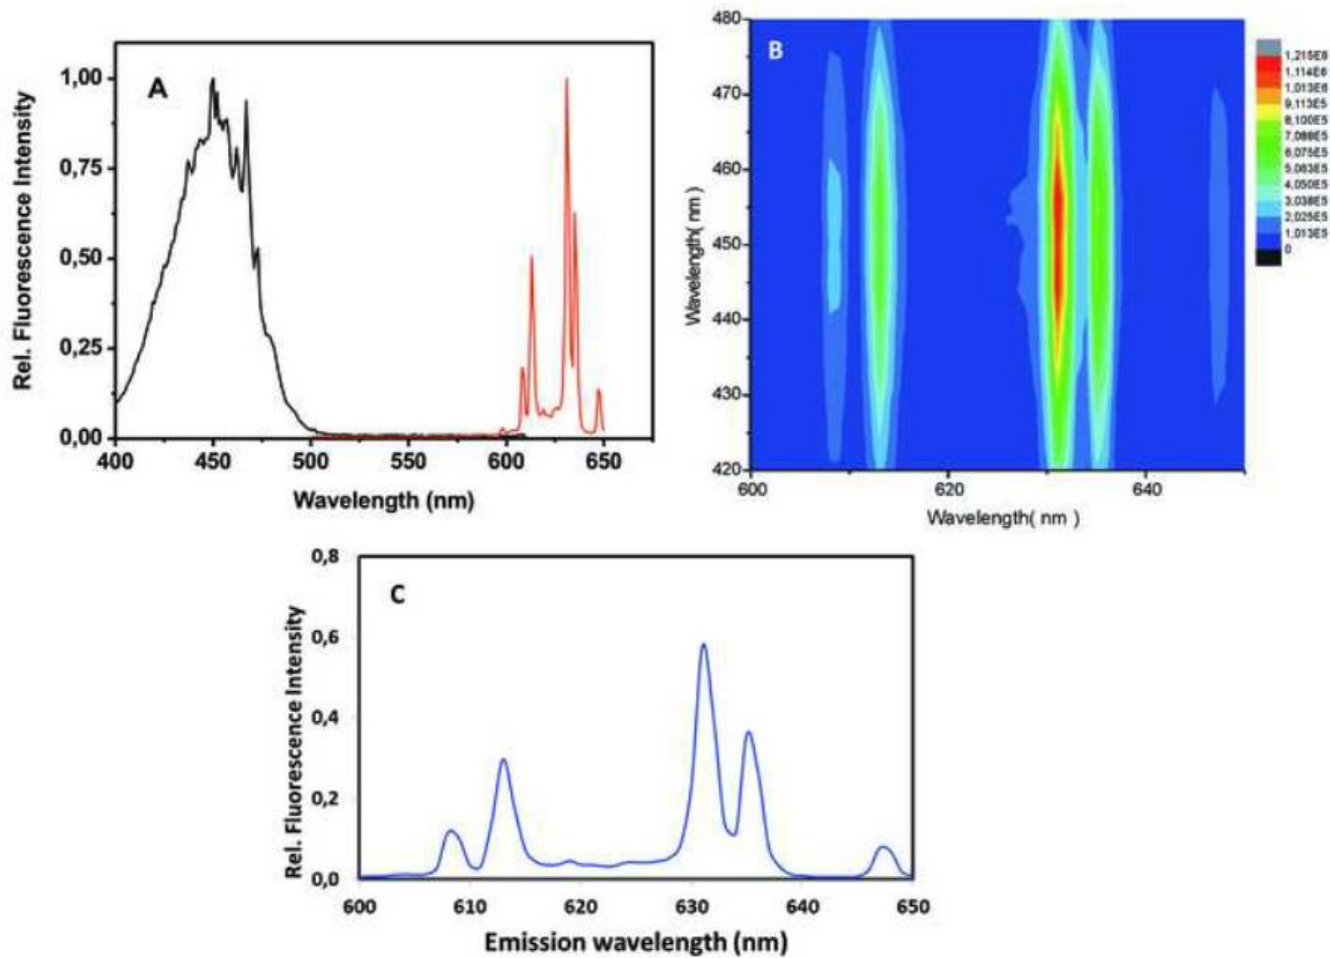 A
Rel. Fluorescence Intensity
1,00
0,75
0,50
0,25
0,00
400 450 500 550 600 650
Wavelength (nm)
B
Wavelength( nm )
480
470
460
450
440
430
420
600 620 640
Wavelength( nm )
1,215E6
1,114E6
1,013E6
9,113E5
8,100E5
7,088E5
6,075E5
5,063E5
4,050E5
3,038E5
2,025E5
1,013E5
0
C
Rel. Fluorescence Intensity
0,8
0,6
0,4
0,2
0,0
600 610 620 630 640 650
Emission wavelength (nm)